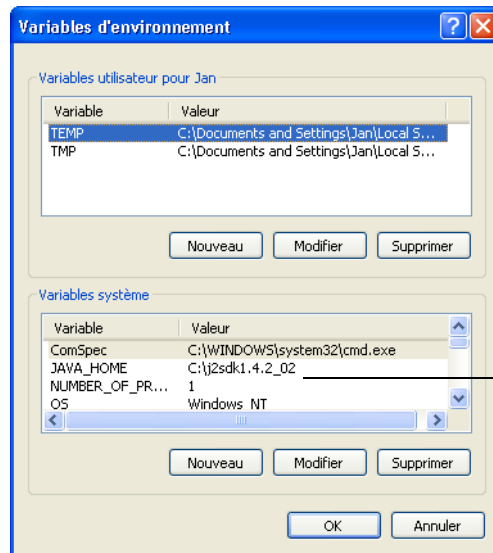 Variables d'environnement
Variables utilisateur pour Jan
Variable Valeur
TEMP C:\Documents and Settings\Jan\Local S...
TMP C:\Documents and Settings\Jan\Local S...
Nouveau Modifier Supprimer
Variables système
Variable Valeur
ComSpec C:\WINDOWS\system32\cmd.exe
JAVA_HOME C:\j2sdk1.4.2_02
NUMBER_OF_PR... 1
OS Windows_NT
Nouveau Modifier Supprimer
OK Annuler